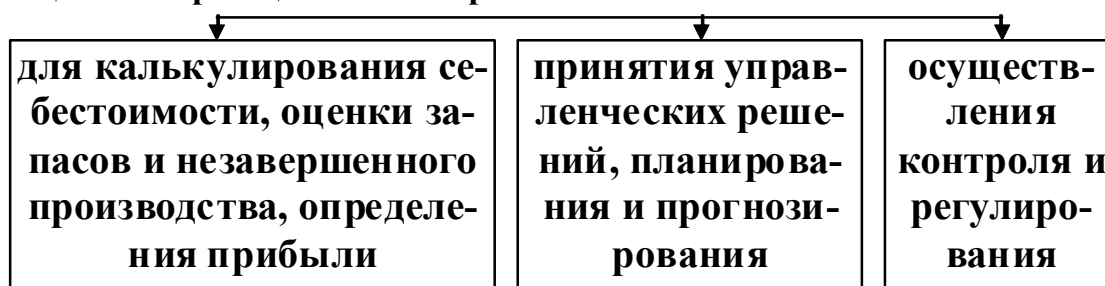 для калькулирования се-
бестоимости, оценки за-
пасов и незавершенного
производства, определе-
ния прибыли
принятия управ-
ленческих реше-
ний, планирова-
ния и прогнози-
рования
осуществ-
ления
контроля и
регулиро-
вания